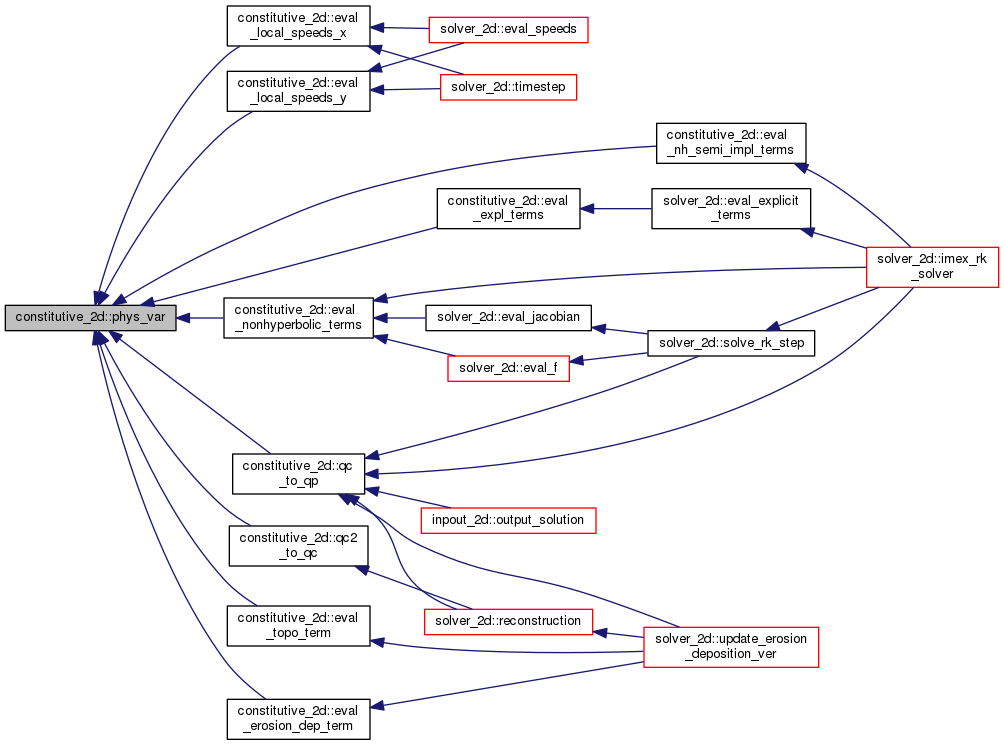 constitutive_2d::eval
_local_speeds_x
solver_2d::eval_speeds
constitutive_2d::eval
_local_speeds_y
solver_2d::timestep
constitutive_2d::eval
_nh_semi_impl_terms
constitutive_2d::eval
_expl_terms
solver_2d::eval_explicit
_terms
solver_2d::imex_rk
_solver
constitutive_2d::phys_var
constitutive_2d::eval
_nonhyperbolic_terms
solver_2d::eval_jacobian
solver_2d::solve_rk_step
solver_2d::eval_f
constitutive_2d::qc
_to_qp
inpout_2d::output_solution
constitutive_2d::qc2
_to_qc
constitutive_2d::eval
_topo_term
solver_2d::reconstruction
solver_2d::update_erosion
_deposition_ver
constitutive_2d::eval
_erosion_dep_term